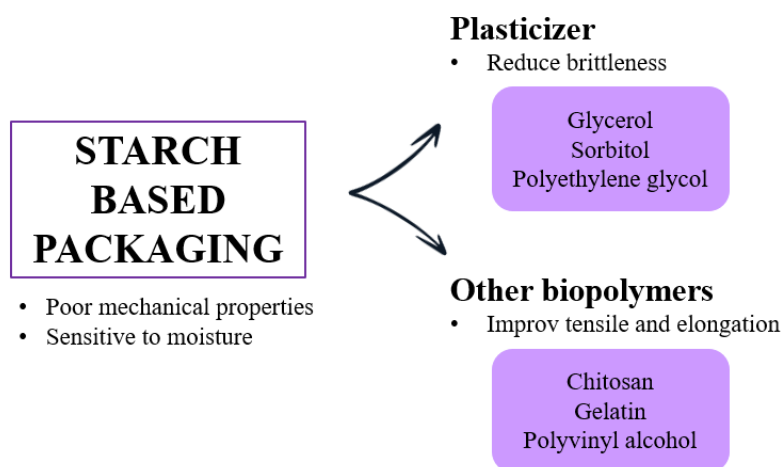 STARCH
BASED
PACKAGING
• Poor mechanical properties
• Sensitive to moisture
Plasticizer
• Reduce brittleness
Glycerol
Sorbitol
Polyethylene glycol
Other biopolymers
• Improv tensile and elongation
Chitosan
Gelatin
Polyvinyl alcohol